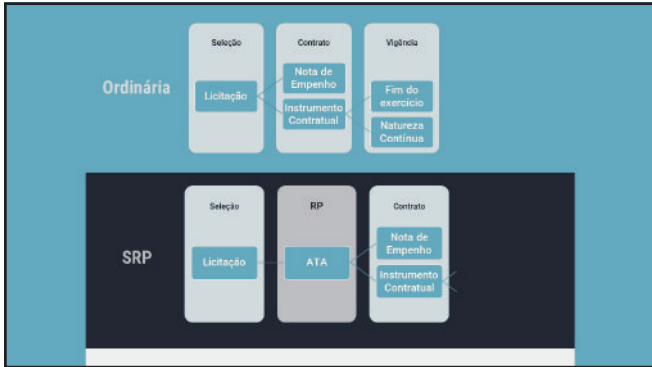 Ordinária
Seleção
Licitação
Contrato
Nota de
Empenho
Instrumento
Contratual
Vigência
Fim do
exercício
Natureza
Contínua
SRP
Seleção
Licitação
RP
ATA
Contrato
Nota de
Empenho
Instrumento
Contratual